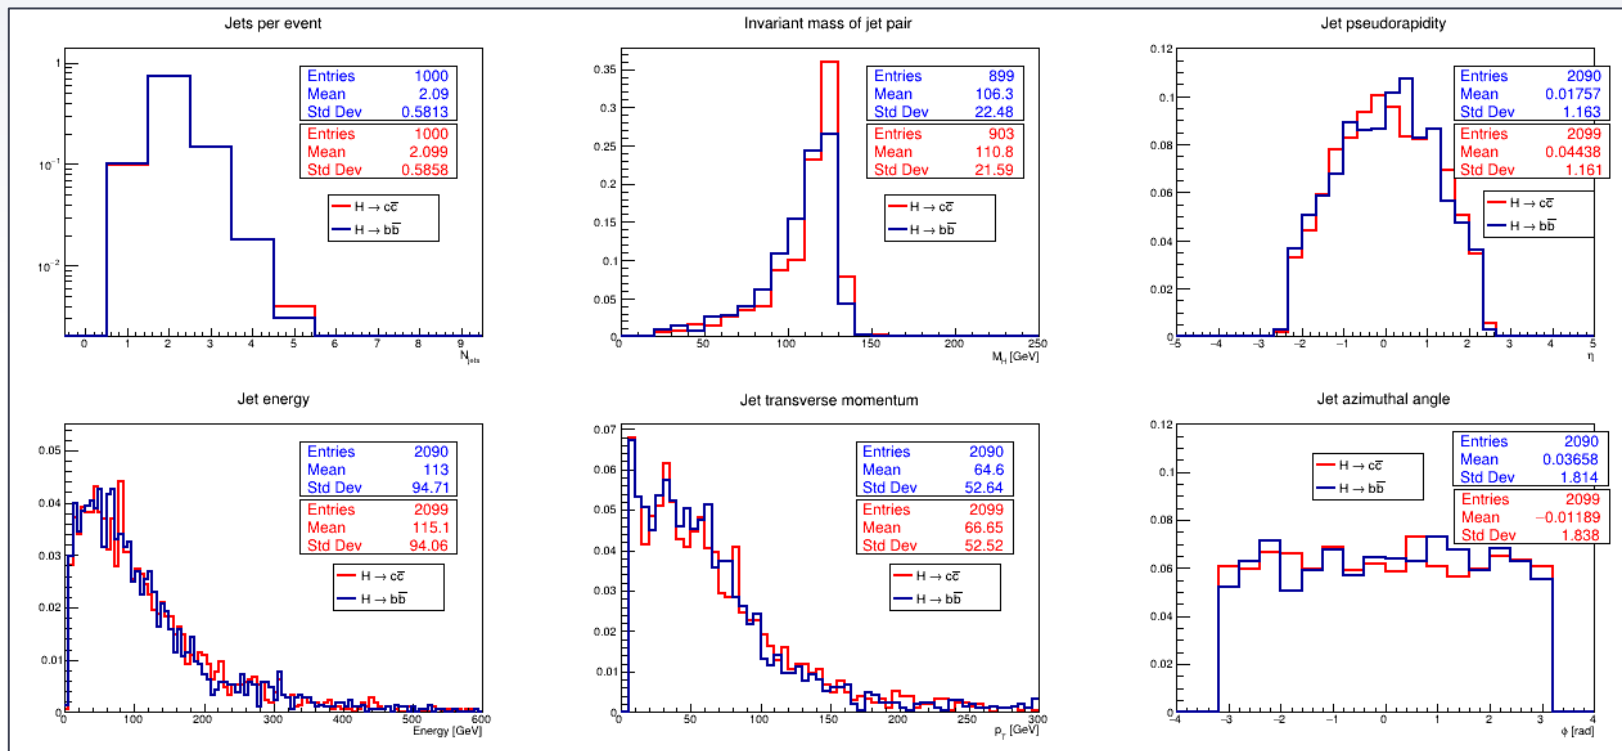 Jets per event
1
10⁻¹
10⁻²
Entries 1000
Mean 2.09
Std Dev 0.5813
Entries 1000
Mean 2.099
Std Dev 0.5858
H → cc̅
H → bb̅
0 1 2 3 4 5 6 7 8 9
N_jets
Invariant mass of jet pair
0.35
0.3
0.25
0.2
0.15
0.1
0.05
0
Entries 899
Mean 106.3
Std Dev 22.48
Entries 903
Mean 110.8
Std Dev 21.59
H → cc̅
H → bb̅
0 50 100 150 200 250
M_H [GeV]
Jet pseudorapidity
0.12
0.1
0.08
0.06
0.04
0.02
0
Entries 2090
Mean 0.01757
Std Dev 1.163
Entries 2099
Mean 0.04438
Std Dev 1.161
H → cc̅
H → bb̅
−5 −4 −3 −2 −1 0 1 2 3 4 5
η
Jet energy
0.05
0.04
0.03
0.02
0.01
0
Entries 2090
Mean 113
Std Dev 94.71
Entries 2099
Mean 115.1
Std Dev 94.06
H → cc̅
H → bb̅
0 100 200 300 400 500 600
Energy [GeV]
Jet transverse momentum
0.07
0.06
0.05
0.04
0.03
0.02
0.01
0
Entries 2090
Mean 64.6
Std Dev 52.64
Entries 2099
Mean 66.65
Std Dev 52.52
H → cc̅
H → bb̅
0 50 100 150 200 250 300
p_T [GeV]
Jet azimuthal angle
0.12
0.1
0.08
0.06
0.04
0.02
0
H → cc̅
H → bb̅
Entries 2090
Mean 0.03658
Std Dev 1.814
Entries 2099
Mean −0.01189
Std Dev 1.838
−4 −3 −2 −1 0 1 2 3 4
ϕ [rad]